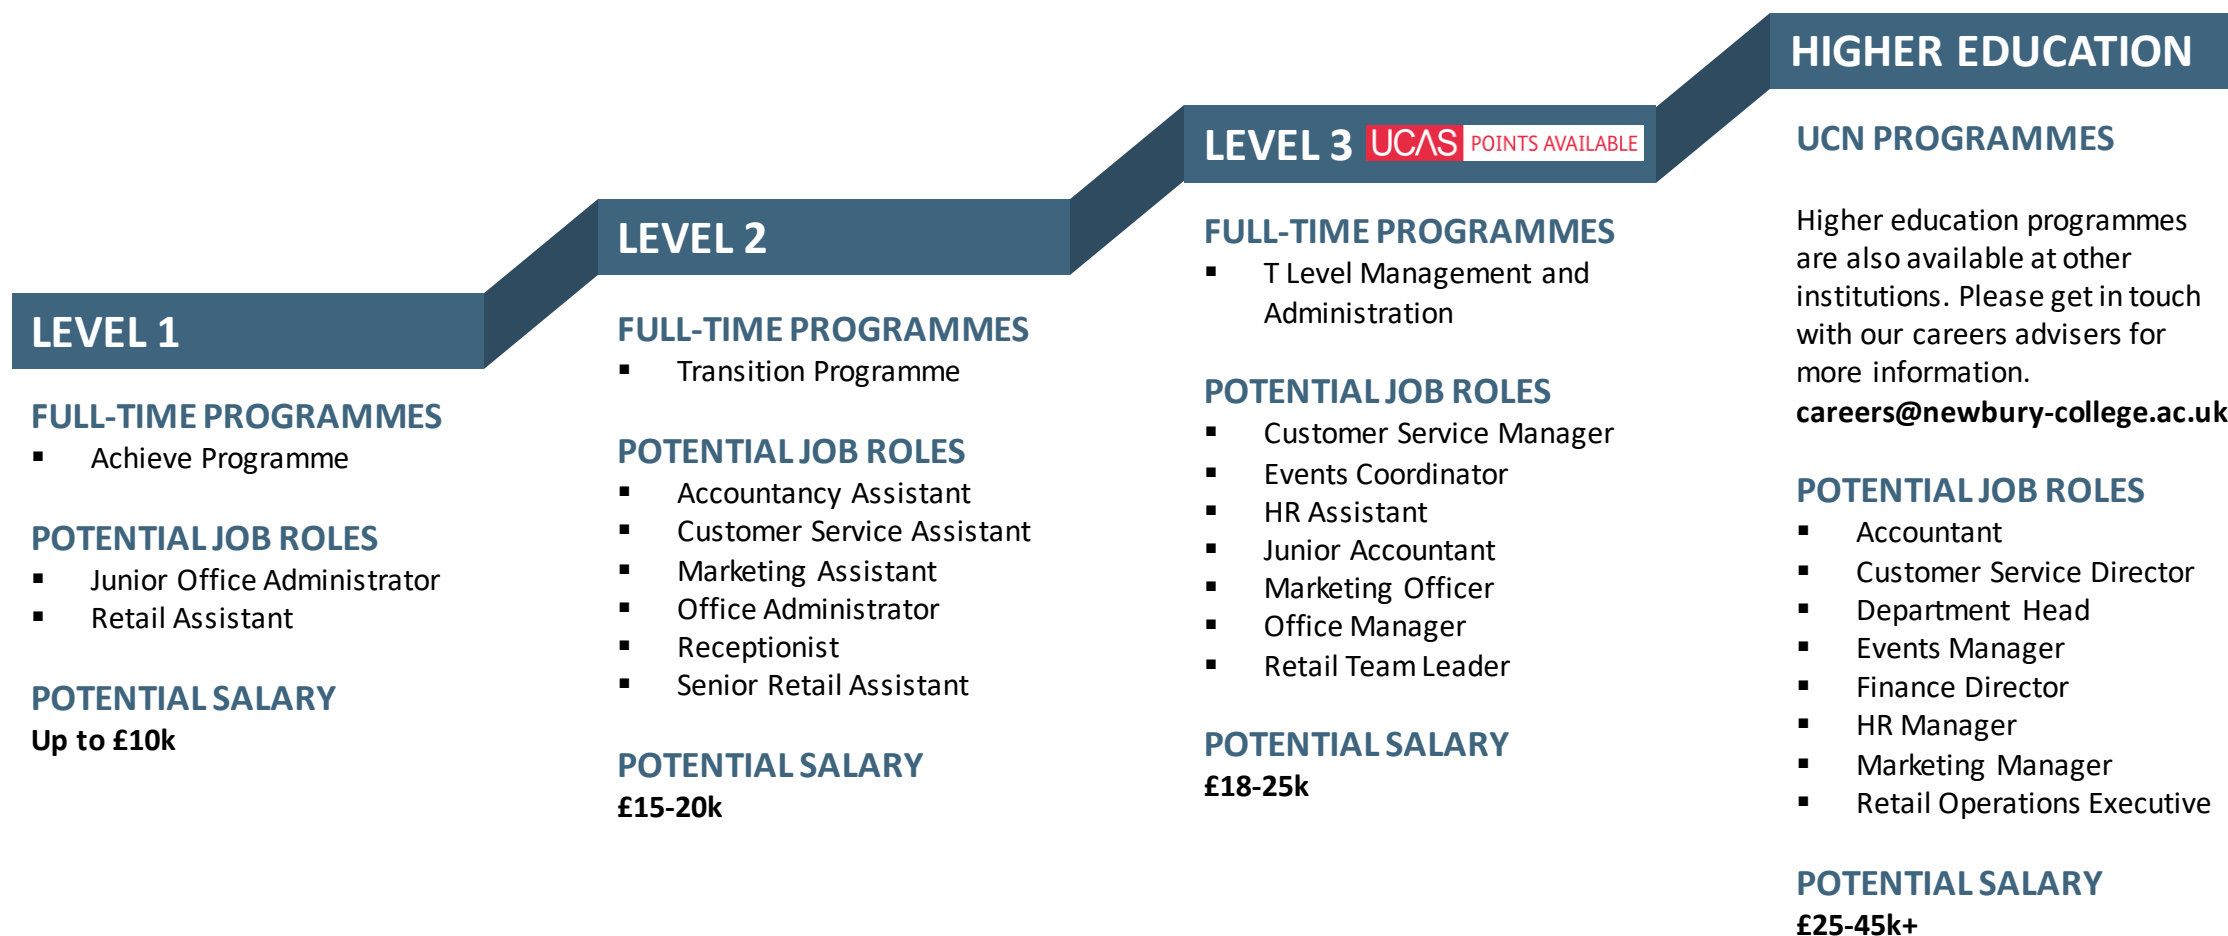 LEVEL 1
FULL-TIME PROGRAMMES
▪ Achieve Programme
POTENTIAL JOB ROLES
▪ Junior Office Administrator
▪ Retail Assistant
POTENTIAL SALARY
Up to £10k
LEVEL 2
FULL-TIME PROGRAMMES
▪ Transition Programme
POTENTIAL JOB ROLES
▪ Accountancy Assistant
▪ Customer Service Assistant
▪ Marketing Assistant
▪ Office Administrator
▪ Receptionist
▪ Senior Retail Assistant
POTENTIAL SALARY
£15-20k
LEVEL 3 UCAS POINTS AVAILABLE
FULL-TIME PROGRAMMES
▪ T Level Management and
Administration
POTENTIAL JOB ROLES
▪ Customer Service Manager
▪ Events Coordinator
▪ HR Assistant
▪ Junior Accountant
▪ Marketing Officer
▪ Office Manager
▪ Retail Team Leader
POTENTIAL SALARY
£18-25k
HIGHER EDUCATION
UCN PROGRAMMES
Higher education programmes
are also available at other
institutions. Please get in touch
with our careers advisers for
more information.
careers@newbury-college.ac.uk
POTENTIAL JOB ROLES
▪ Accountant
▪ Customer Service Director
▪ Department Head
▪ Events Manager
▪ Finance Director
▪ HR Manager
▪ Marketing Manager
▪ Retail Operations Executive
POTENTIAL SALARY
£25-45k+